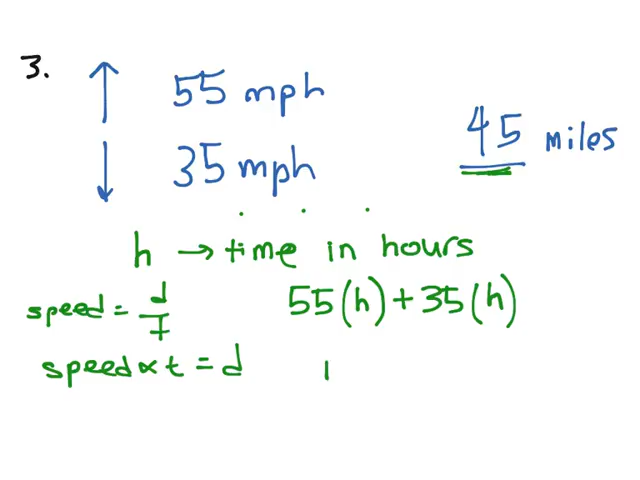 3.
↑ 55 mph
45 miles
↓ 35 mph
h → time in hours
speed = d/T
55(h) + 35(h)
speed × t = d